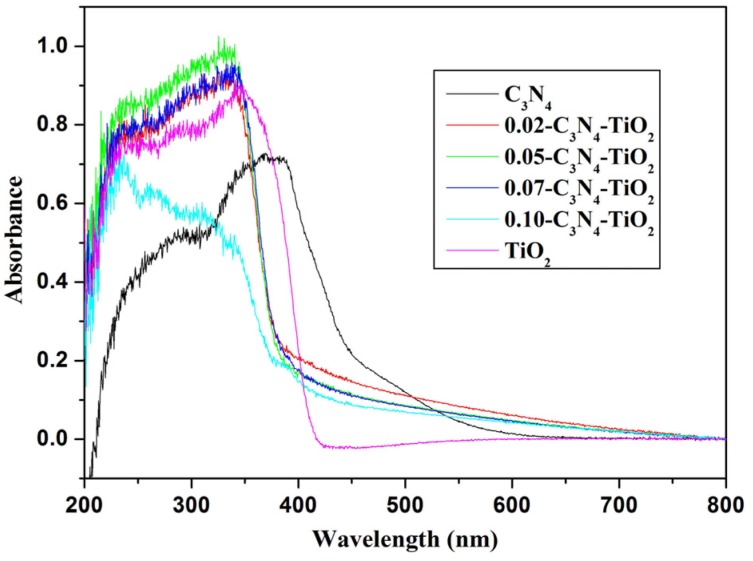 1.0
0.8
0.6
0.4
0.2
0.0
Absorbance
C₃N₄
0.02-C₃N₄-TiO₂
0.05-C₃N₄-TiO₂
0.07-C₃N₄-TiO₂
0.10-C₃N₄-TiO₂
TiO₂
200 300 400 500 600 700 800
Wavelength (nm)